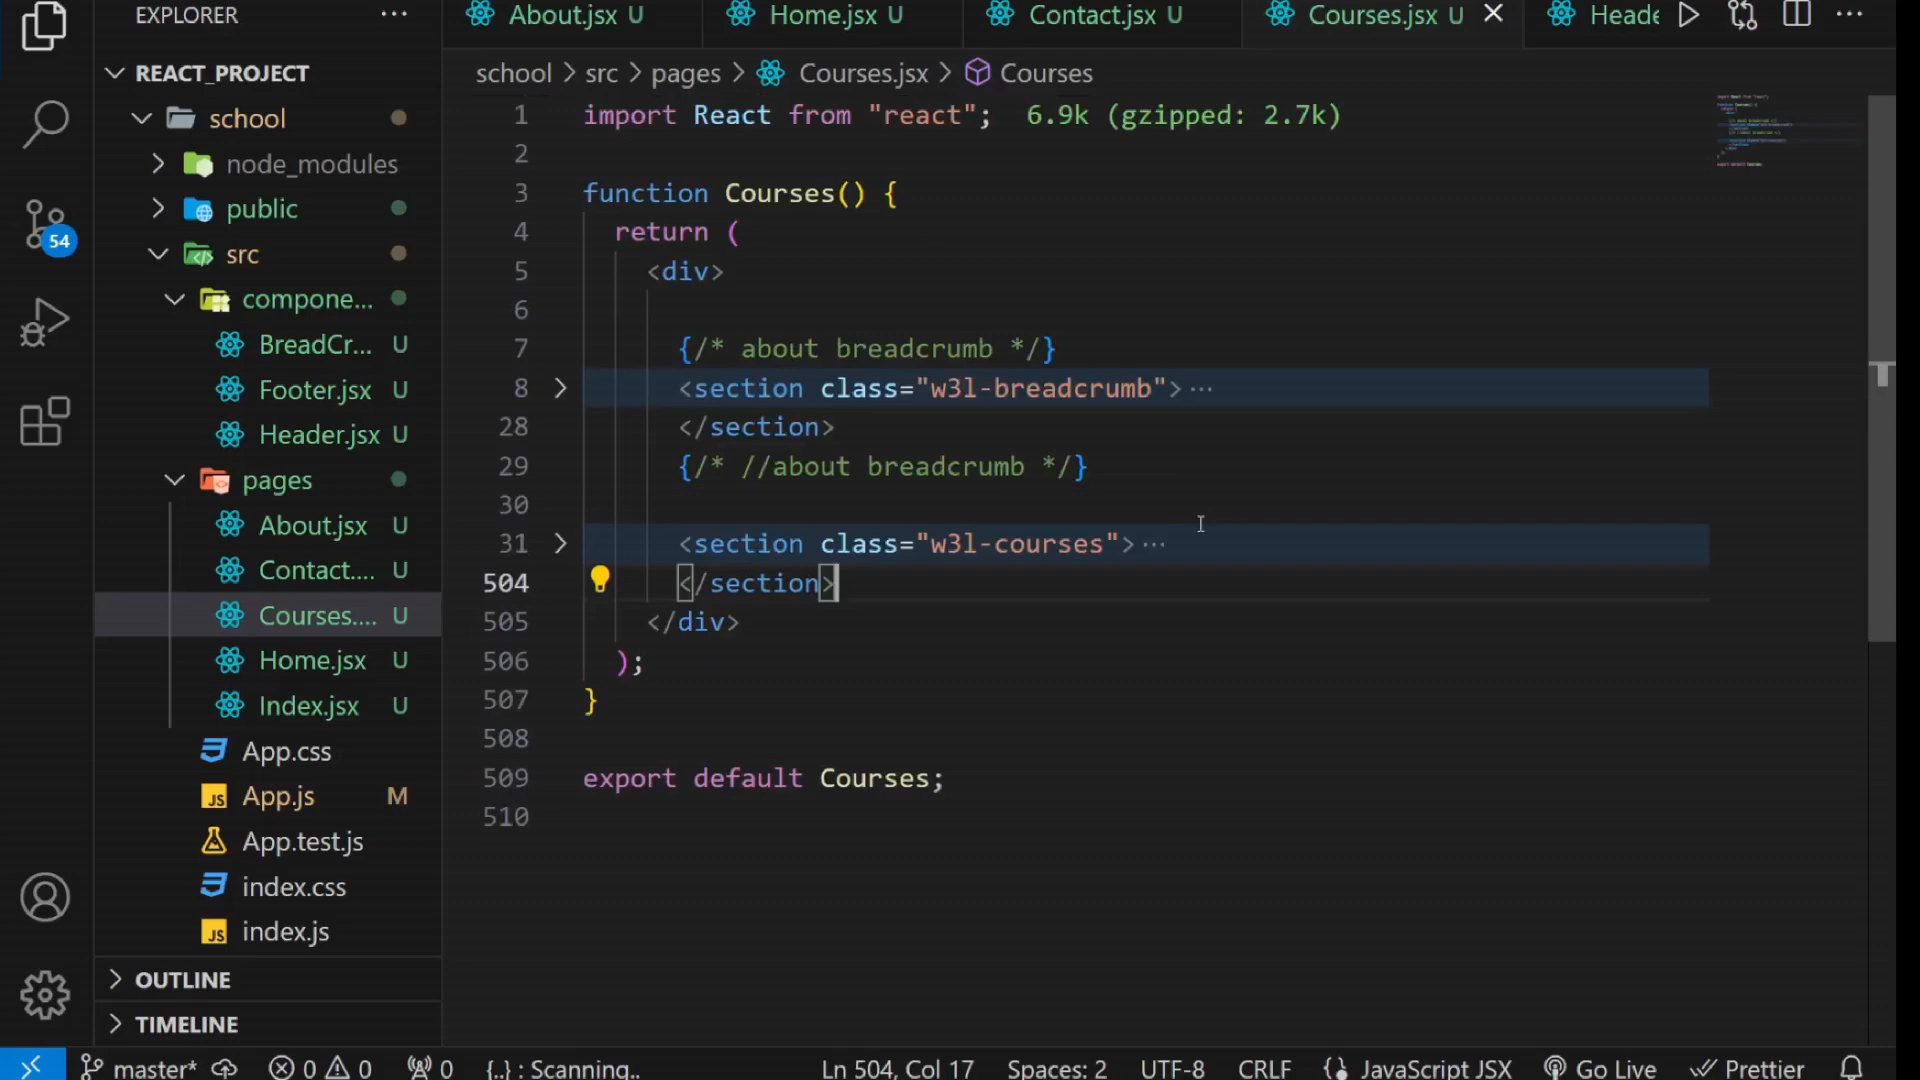 EXPLORER ...
REACT_PROJECT
school
node_modules
public
src
compone...
BreadCr... U
Footer.jsx U
Header.jsx U
pages
About.jsx U
Contact.... U
Courses.... U
Home.jsx U
Index.jsx U
App.css
App.js M
App.test.js
index.css
index.js
OUTLINE
TIMELINE
54
About.jsx U Home.jsx U Contact.jsx U Courses.jsx U Heade
school > src > pages > Courses.jsx > Courses
1 import React from "react"; 6.9k (gzipped: 2.7k)
2
3 function Courses() {
4 return (
5 <div>
6
7 {/* about breadcrumb */}
8 <section class="w3l-breadcrumb"> ...
28 </section>
29 {/* //about breadcrumb */}
30
31 <section class="w3l-courses"> ...
504 </section>
505 </div>
506 );
507 }
508
509 export default Courses;
510
master* 0 0 0 {..} : Scanning.. Ln 504, Col 17 Spaces: 2 UTF-8 CRLF JavaScript JSX Go Live Prettier